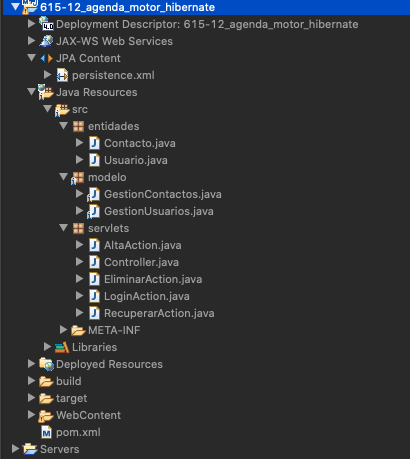 615-12_agenda_motor_hibernate
Deployment Descriptor: 615-12_agenda_motor_hibernate
JAX-WS Web Services
JPA Content
persistence.xml
Java Resources
src
entidades
Contacto.java
Usuario.java
modelo
GestionContactos.java
GestionUsuarios.java
servlets
AltaAction.java
Controller.java
EliminarAction.java
LoginAction.java
RecuperarAction.java
META-INF
Libraries
Deployed Resources
build
target
WebContent
pom.xml
Servers